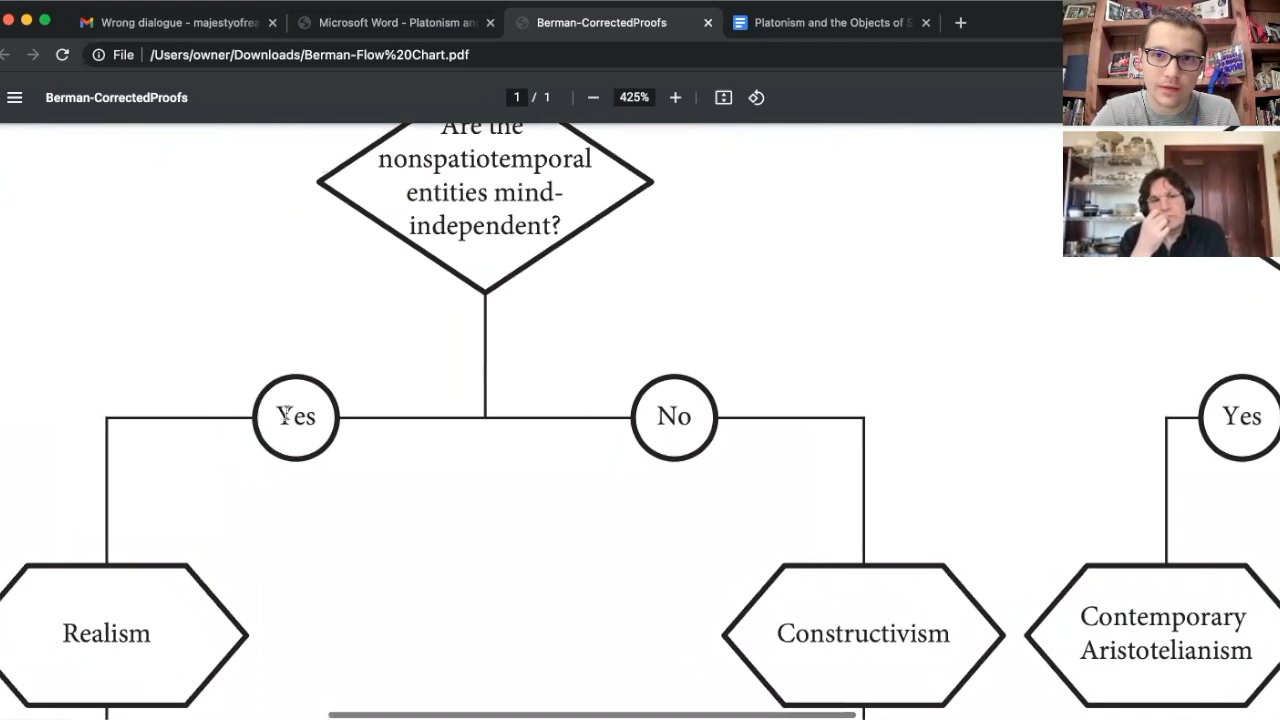 Wrong dialogue - majestyofrea
Microsoft Word - Platonism an
Berman-CorrectedProofs
Platonism and the Objects of S
File
/Users/owner/Downloads/Berman-Flow%20Chart.pdf
Berman-CorrectedProofs
1 / 1
425%
Are the
nonspatiotemporal
entities mind-
independent?
Yes
No
Yes
Realism
Constructivism
Contemporary
Aristotelianism